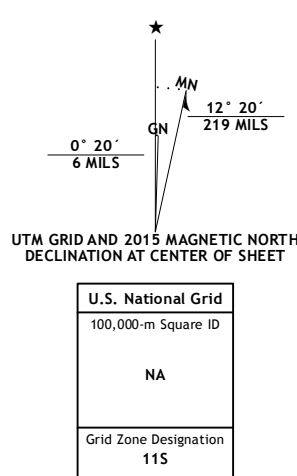 ★
MN
GN
12° 20´
219 MILS
0° 20´
6 MILS
UTM GRID AND 2015 MAGNETIC NORTH
DECLINATION AT CENTER OF SHEET
U.S. National Grid
100,000-m Square ID
NA
Grid Zone Designation
11S